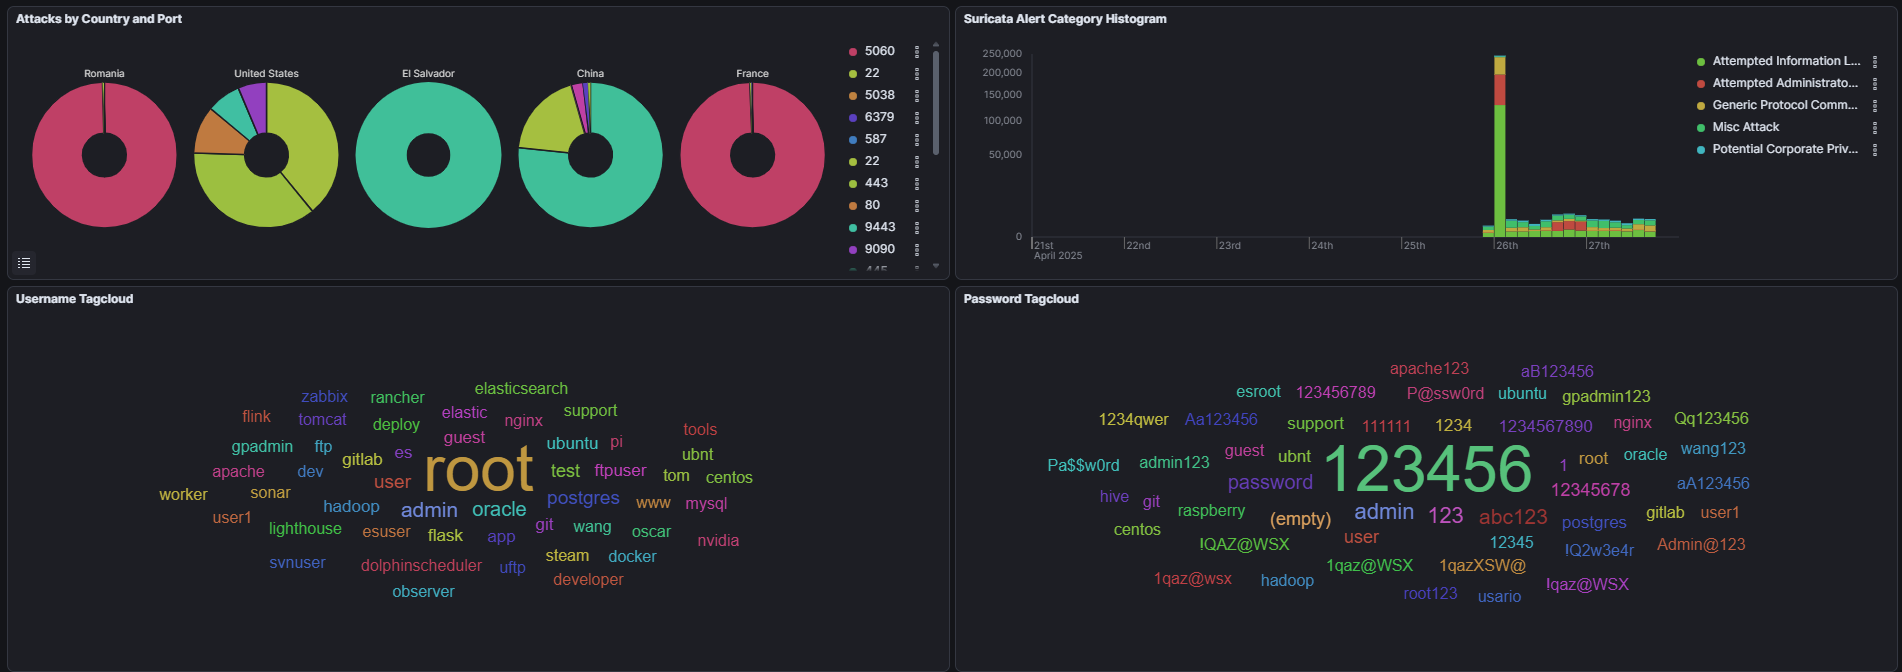 Attacks by Country and Port
Romania
United States
El Salvador
China
France
5060
22
5038
6379
587
22
443
80
9443
9090
445
Suricata Alert Category Histogram
250,000
200,000
150,000
100,000
50,000
0
21st
April 2025
22nd
23rd
24th
25th
26th
27th
Attempted Information L...
Attempted Administrato...
Generic Protocol Comm...
Misc Attack
Potential Corporate Priv...
Username Tagcloud
elasticsearch
zabbix rancher
flink tomcat deploy elastic nginx support
gpadmin ftp guest ubuntu pi tools
apache dev gitlab es root test ftpuser tom ubnt centos
worker sonar user
user1 hadoop admin oracle postgres www mysql
lighthouse esuser flask app git wang oscar nvidia
svnuser dolphinscheduler uftp steam docker
observer developer
Password Tagcloud
apache123 aB123456
esroot 123456789 P@ssw0rd ubuntu gpadmin123
1234qwer Aa123456 support 111111 1234 1234567890 nginx Qq123456
Pa$$w0rd admin123 guest ubnt 123456 1 root oracle wang123
hive git password 12345678 aA123456
centos raspberry (empty) admin 123 abc123 postgres gitlab user1
!QAZ@WSX user 12345 !Q2w3e4r Admin@123
1qaz@wsx hadoop 1qaz@WSX 1qazXSW@ !qaz@WSX
root123 usario